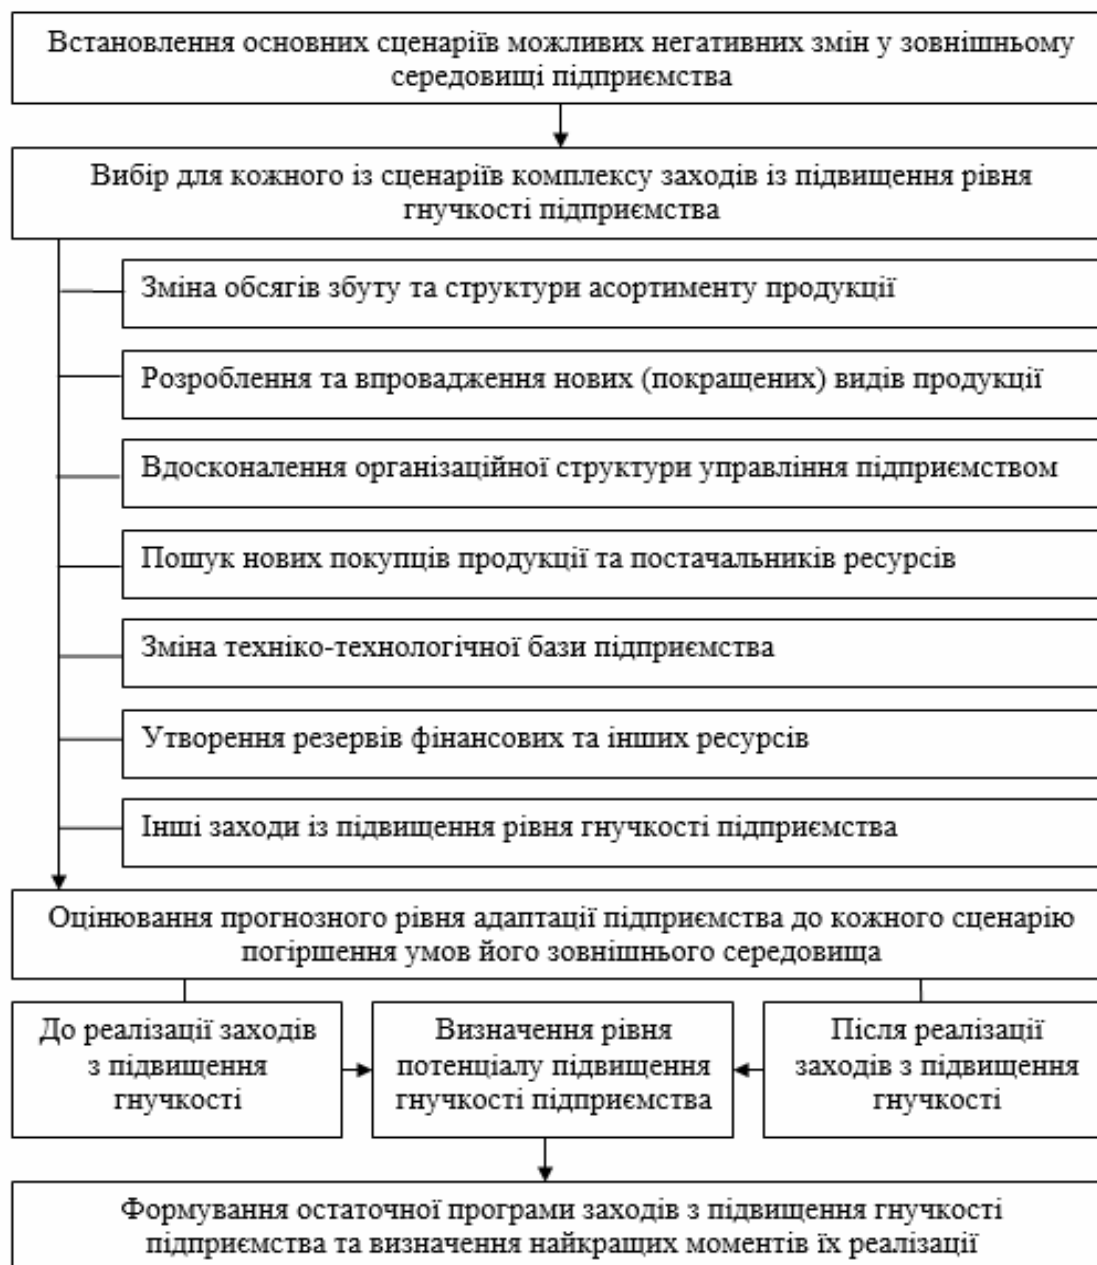 Встановлення основних сценаріїв можливих негативних змін у зовнішньому
середовищі підприємства
Вибір для кожного із сценаріїв комплексу заходів із підвищення рівня
гнучкості підприємства
Зміна обсягів збуту та структури асортименту продукції
Розроблення та впровадження нових (покращених) видів продукції
Вдосконалення організаційної структури управління підприємством
Пошук нових покупців продукції та постачальників ресурсів
Зміна техніко-технологічної бази підприємства
Утворення резервів фінансових та інших ресурсів
Інші заходи із підвищення рівня гнучкості підприємства
Оцінювання прогнозного рівня адаптації підприємства до кожного сценарію
погіршення умов його зовнішнього середовища
До реалізації заходів
з підвищення
гнучкості
Визначення рівня
потенціалу підвищення
гнучкості підприємства
Після реалізації
заходів з підвищення
гнучкості
Формування остаточної програми заходів з підвищення гнучкості
підприємства та визначення найкращих моментів їх реалізації